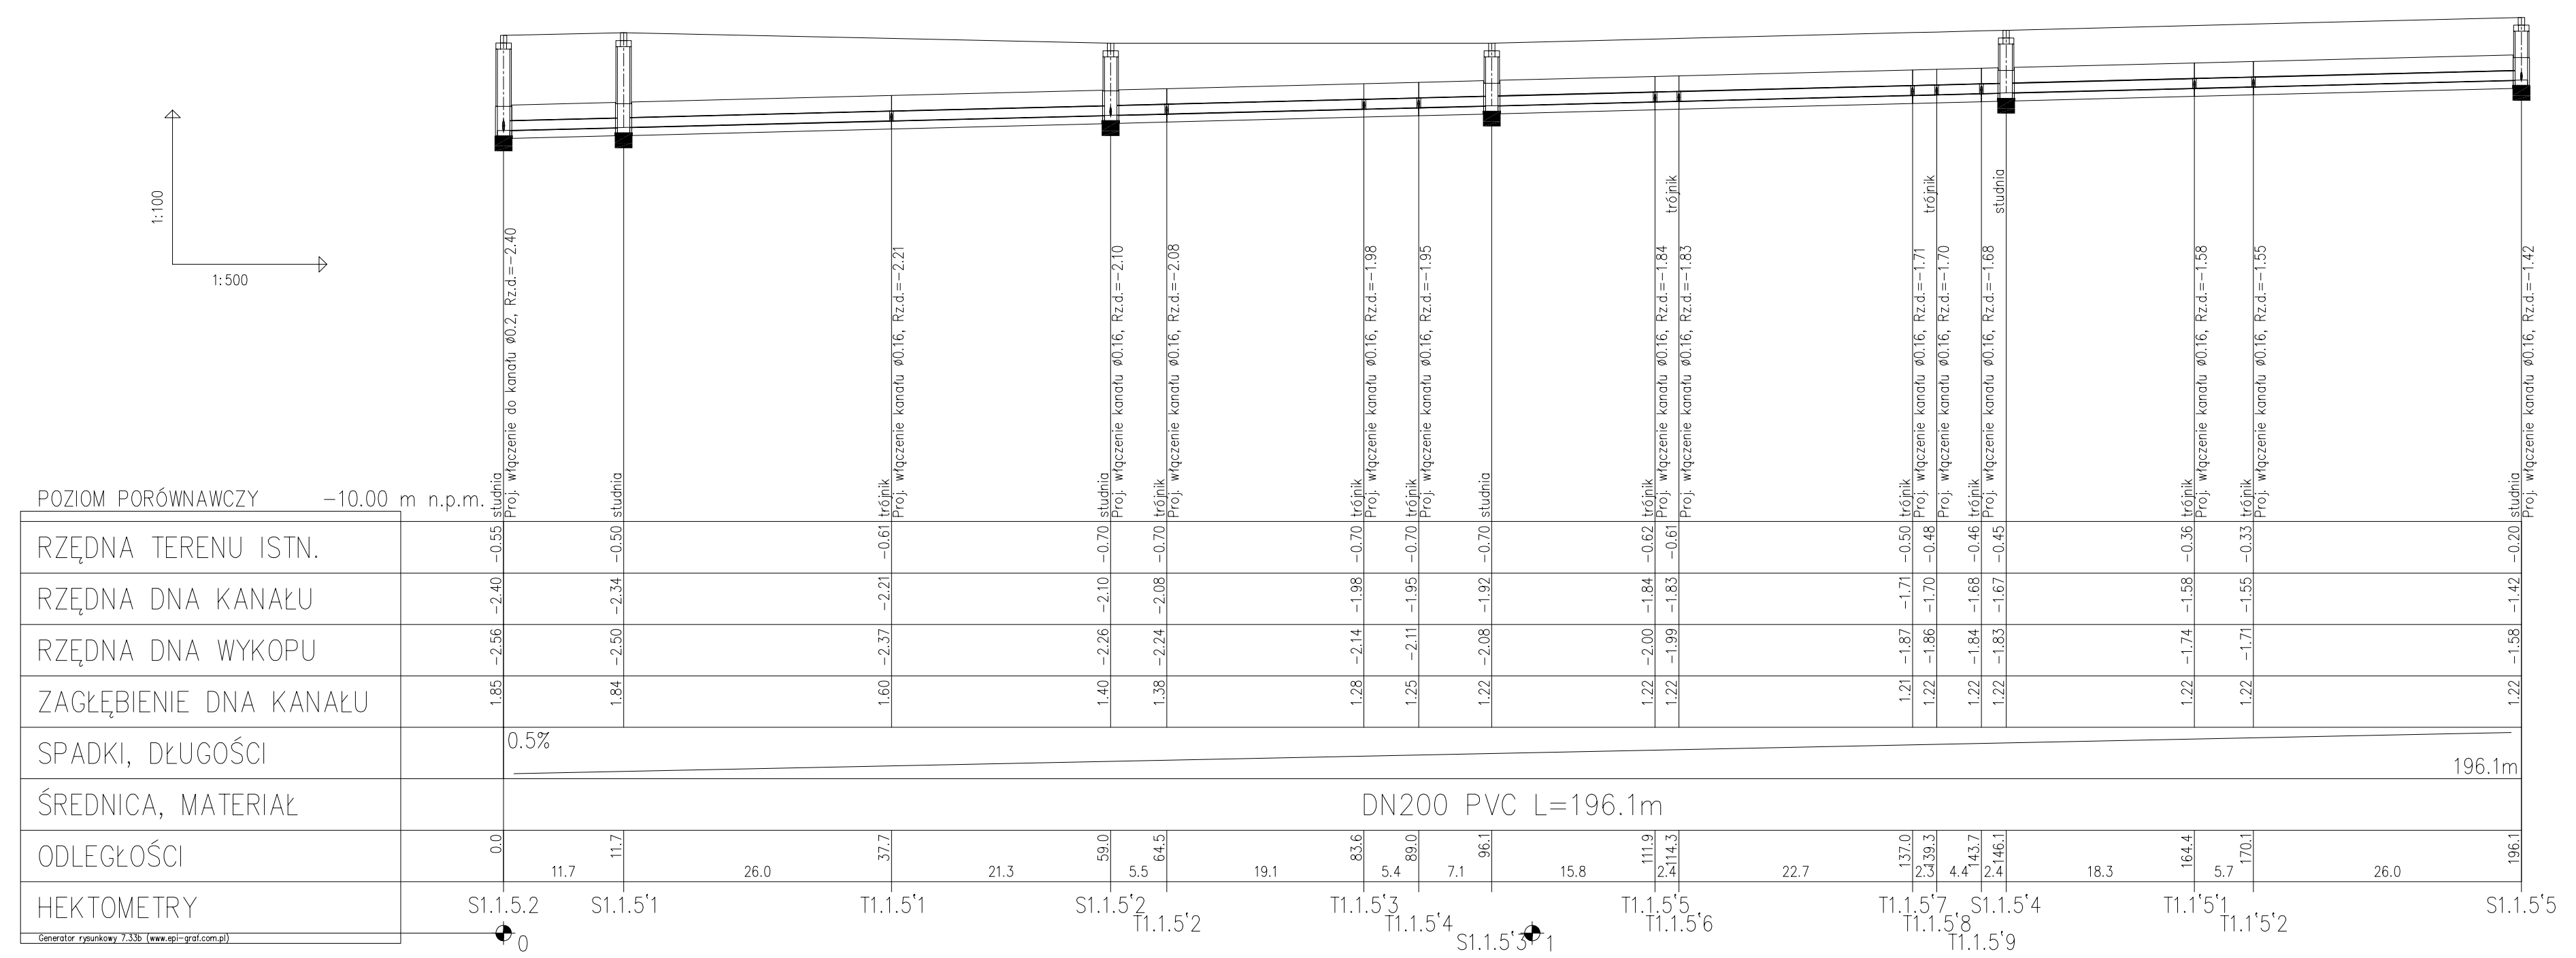 1:100
1:500
trójnik
trójnik
studnia
studnia
Proj. włączenie do kanału ø0.2, Rz.d.=-2.40
studnia
trójnik
Proj. włączenie kanału ø0.16, Rz.d.=-2.21
studnia
Proj. włączenie kanału ø0.16, Rz.d.=-2.10
trójnik
Proj. włączenie kanału ø0.16, Rz.d.=-2.08
trójnik
Proj. włączenie kanału ø0.16, Rz.d.=-1.98
trójnik
Proj. włączenie kanału ø0.16, Rz.d.=-1.95
studnia
trójnik
Proj. włączenie kanału ø0.16, Rz.d.=-1.84
Proj. włączenie kanału ø0.16, Rz.d.=-1.83
trójnik
Proj. włączenie kanału ø0.16, Rz.d.=-1.71
Proj. włączenie kanału ø0.16, Rz.d.=-1.70
trójnik
Proj. włączenie kanału ø0.16, Rz.d.=-1.68
trójnik
Proj. włączenie kanału ø0.16, Rz.d.=-1.58
trójnik
Proj. włączenie kanału ø0.16, Rz.d.=-1.55
studnia
Proj. włączenie kanału ø0.16, Rz.d.=-1.42
POZIOM PORÓWNAWCZY -10.00 m n.p.m.
RZĘDNA TERENU ISTN. -0.55 -0.50 -0.61 -0.70 -0.70 -0.70 -0.70 -0.70 -0.62 -0.61 -0.50 -0.48 -0.46 -0.45 -0.36 -0.33 -0.20
RZĘDNA DNA KANAŁU -2.40 -2.34 -2.21 -2.10 -2.08 -1.98 -1.95 -1.92 -1.84 -1.83 -1.71 -1.70 -1.68 -1.67 -1.58 -1.55 -1.42
RZĘDNA DNA WYKOPU -2.56 -2.50 -2.37 -2.26 -2.24 -2.14 -2.11 -2.08 -2.00 -1.99 -1.87 -1.86 -1.84 -1.83 -1.74 -1.71 -1.58
ZAGŁĘBIENIE DNA KANAŁU 1.85 1.84 1.60 1.40 1.38 1.28 1.25 1.22 1.22 1.22 1.21 1.22 1.22 1.22 1.22 1.22 1.22
SPADKI, DŁUGOŚCI 0.5% 196.1m
ŚREDNICA, MATERIAŁ DN200 PVC L=196.1m
ODLEGŁOŚCI 0.0 11.7 37.7 59.0 64.5 83.6 89.0 96.1 111.9 114.3 137.0 139.3 143.7 146.1 164.4 170.1 196.1
11.7 26.0 21.3 5.5 19.1 5.4 7.1 15.8 2.4 22.7 2.3 4.4 2.4 18.3 5.7 26.0
HEKTOMETRY S1.1.5.2 S1.1.5'1 T1.1.5'1 S1.1.5'2 T1.1.5'3 T1.1.5'5 T1.1.5'7 S1.1.5'4 T1.1'5'1 S1.1.5'5
T1.1.5'2 T1.1.5'4 T1.1.5'6 T1.1.5'8 T1.1'5'2
S1.1.5'3 T1.1.5'9
0 1
Generator rysunkowy 7.33b (www.epi-graf.com.pl)